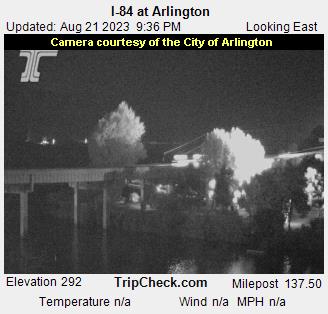 I-84 at Arlington
Updated: Aug 21 2023 9:36 PM Looking East
Camera courtesy of the City of Arlington
Elevation 292 TripCheck.com Milepost 137.50
Temperature n/a Wind n/a MPH n/a